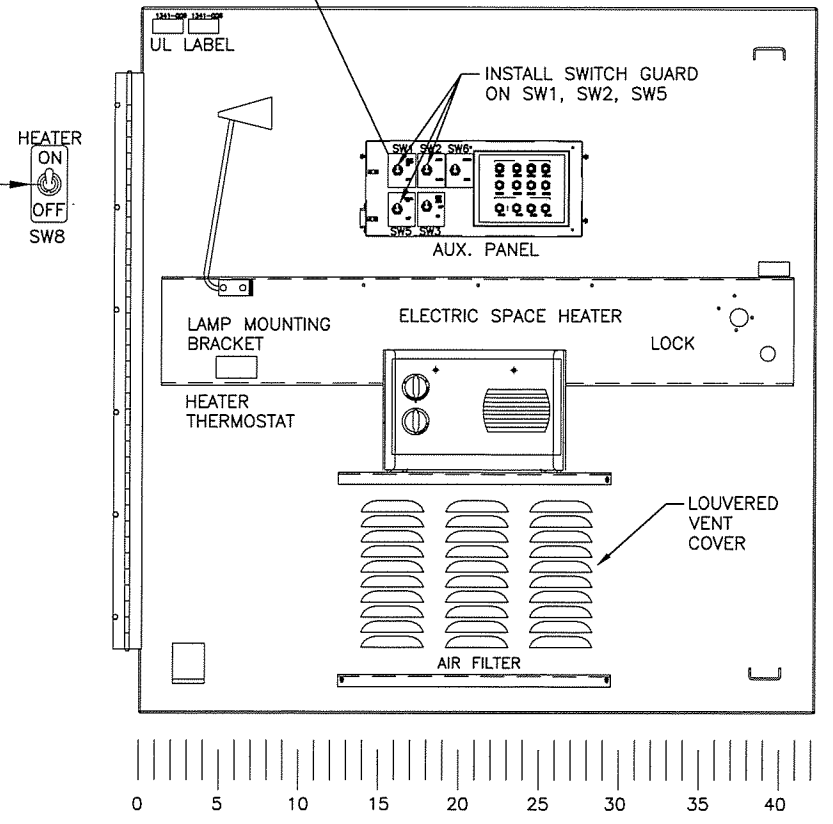 1341-008 1341-008
UL LABEL
INSTALL SWITCH GUARD
ON SW1, SW2, SW5
HEATER
ON
OFF
SW8
SW1 SW2 SW6
SW5 SW3
AUX. PANEL
LAMP MOUNTING
BRACKET
ELECTRIC SPACE HEATER
LOCK
HEATER
THERMOSTAT
LOUVERED
VENT
COVER
AIR FILTER
0 5 10 15 20 25 30 35 40